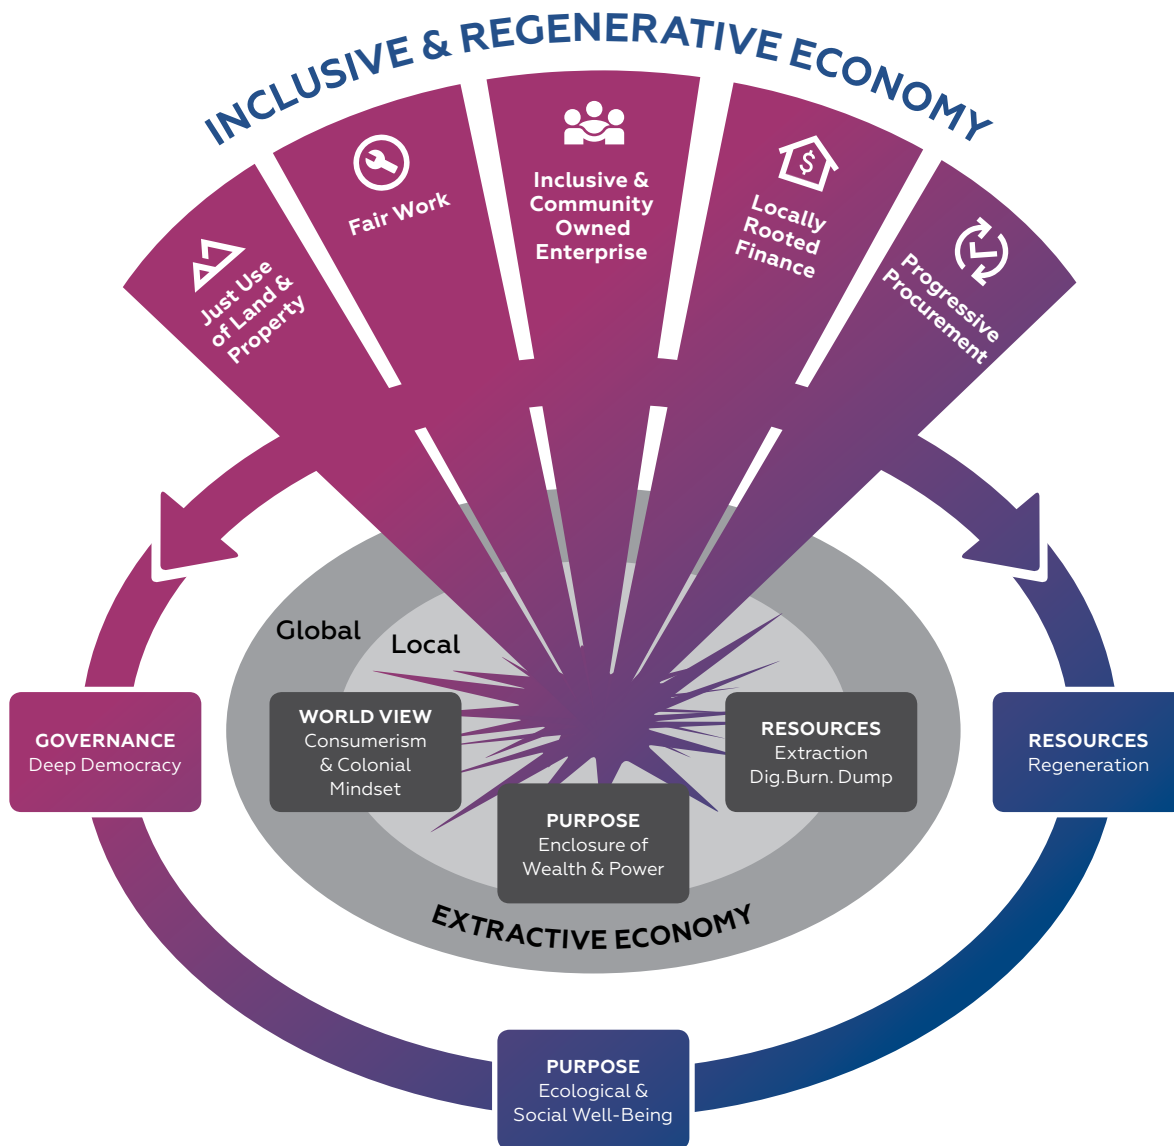 INCLUSIVE & REGENERATIVE ECONOMY
Just Use
of Land &
Property
Fair Work
Inclusive &
Community
Owned
Enterprise
Locally
Rooted
Finance
Progressive
Procurement
$
Global
Local
GOVERNANCE
Deep Democracy
WORLD VIEW
Consumerism
& Colonial
Mindset
PURPOSE
Enclosure of
Wealth & Power
RESOURCES
Extraction
Dig.Burn. Dump
RESOURCES
Regeneration
EXTRACTIVE ECONOMY
PURPOSE
Ecological &
Social Well-Being